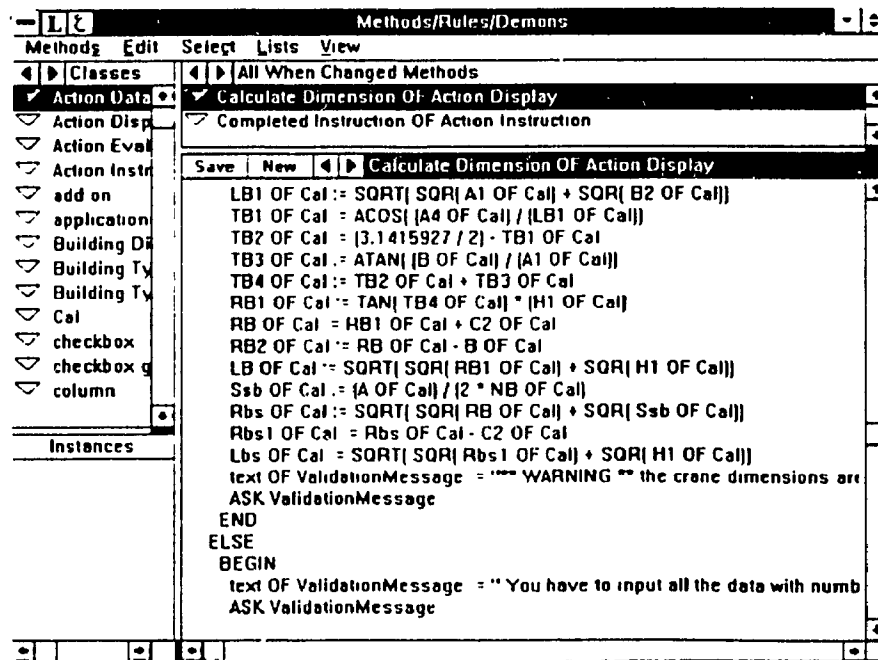 Methods/Rules/Demons
Methods Edit Select Lists View
Classes
Action Data
Action Disp
Action Eval
Action Instr
add on
application
Building Di
Building Ty
Building Ty
Cal
checkbox
checkbox g
column
Instances
All When Changed Methods
Calculate Dimension OF Action Display
Completed Instruction OF Action Instruction
Save New Calculate Dimension OF Action Display
LB1 OF Cal := SQRT( SQR( A1 OF Cal) + SQR( B2 OF Cal))
TB1 OF Cal = ACOS( (A4 OF Cal) / (LB1 OF Cal))
TB2 OF Cal = (3.1415927 / 2) - TB1 OF Cal
TB3 OF Cal := ATAN( (B OF Cal) / (A1 OF Cal))
TB4 OF Cal := TB2 OF Cal + TB3 OF Cal
RB1 OF Cal := TAN( TB4 OF Cal) * (H1 OF Cal)
RB OF Cal = RB1 OF Cal + C2 OF Cal
RB2 OF Cal := RB OF Cal - B OF Cal
LB OF Cal := SQRT( SQR( RB1 OF Cal) + SQR( H1 OF Cal))
Ssb OF Cal := (A OF Cal) / (2 * NB OF Cal)
Rbs OF Cal := SQRT( SQR( RB OF Cal) + SQR( Ssb OF Cal))
Rbs1 OF Cal = Rbs OF Cal - C2 OF Cal
Lbs OF Cal = SQRT( SQR( Rbs1 OF Cal) + SQR( H1 OF Cal))
text OF ValidationMessage = "** WARNING ** the crane dimensions are
ASK ValidationMessage
END
ELSE
BEGIN
text OF ValidationMessage = " You have to input all the data with numb
ASK ValidationMessage